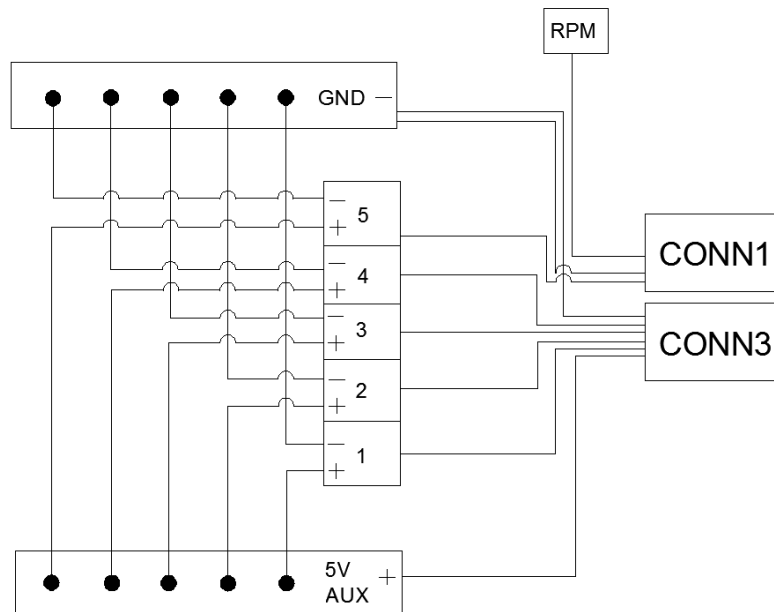 RPM
GND −
− 5
+
CONN1
− 4
+
− 3
+
CONN3
− 2
+
− 1
+
5V +
AUX